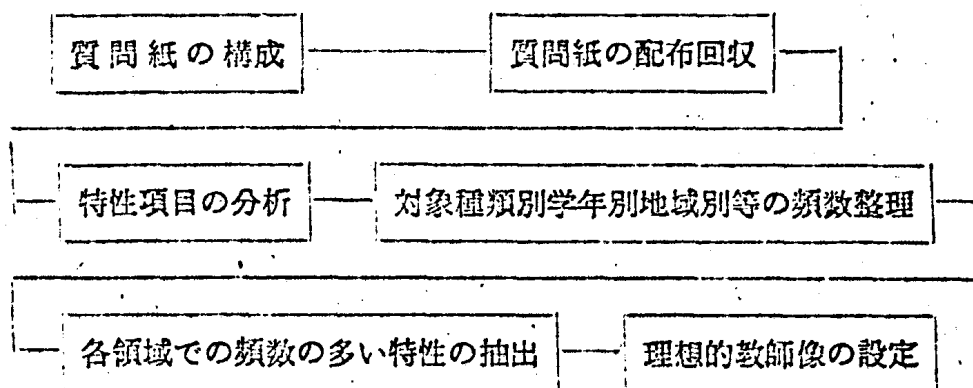 質問紙の構成 質問紙の配布回収
特性項目の分析 対象種類別学年別地域別等の頻数整理
各領域での頻数の多い特性の抽出 理想的教師像の設定